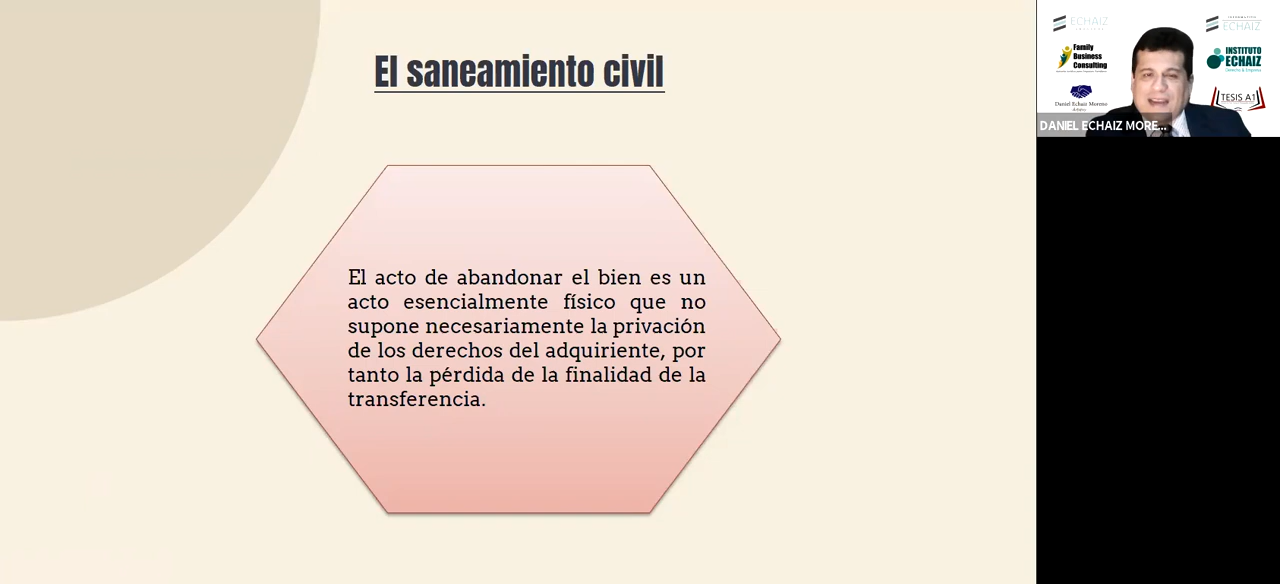 El saneamiento civil
El acto de abandonar el bien es un
acto esencialmente físico que no
supone necesariamente la privación
de los derechos del adquiriente, por
tanto la pérdida de la finalidad de la
transferencia.
ECHAIZ
ECHAIZ
Family
Business
Consulting
INSTITUTO
ECHAIZ
Derecho & Empresa
Daniel Echaiz Moreno
TESIS A1
DANIEL ECHAIZ MORE...